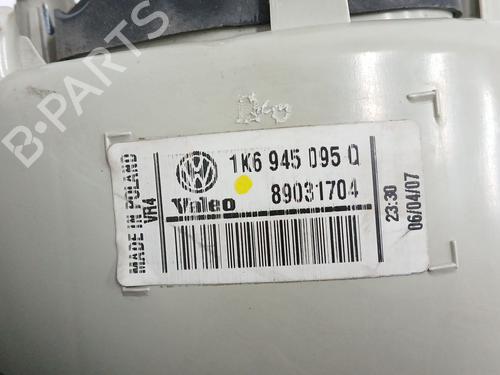 B-PARTS
1K6 945 095 Q
Valeo
89031704
MADE IN POLAND
VR4
23:30
06/04/07